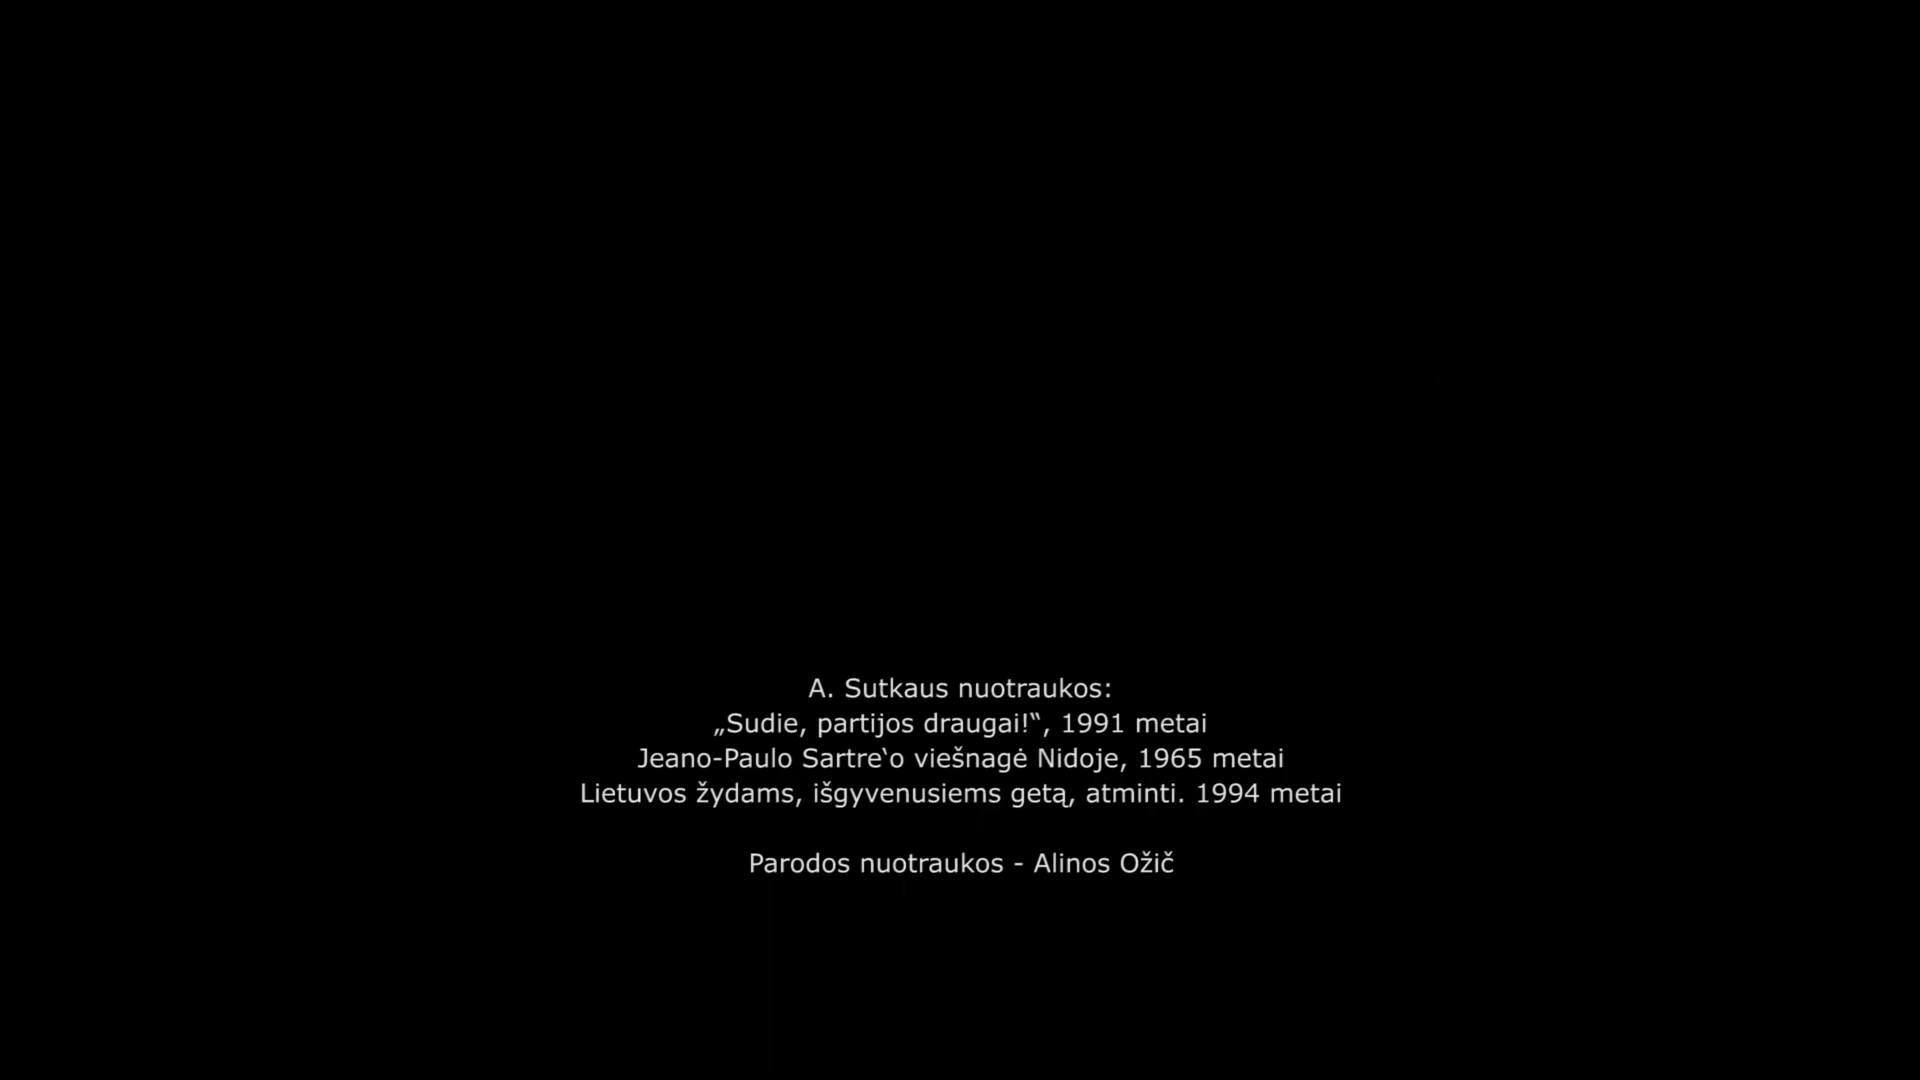 A. Sutkaus nuotraukos:
„Sudie, partijos draugai!“, 1991 metai
Jeano-Paulo Sartre‘o viešnagė Nidoje, 1965 metai
Lietuvos žydams, išgyvenusiems getą, atminti. 1994 metai
Parodos nuotraukos - Alinos Ožič